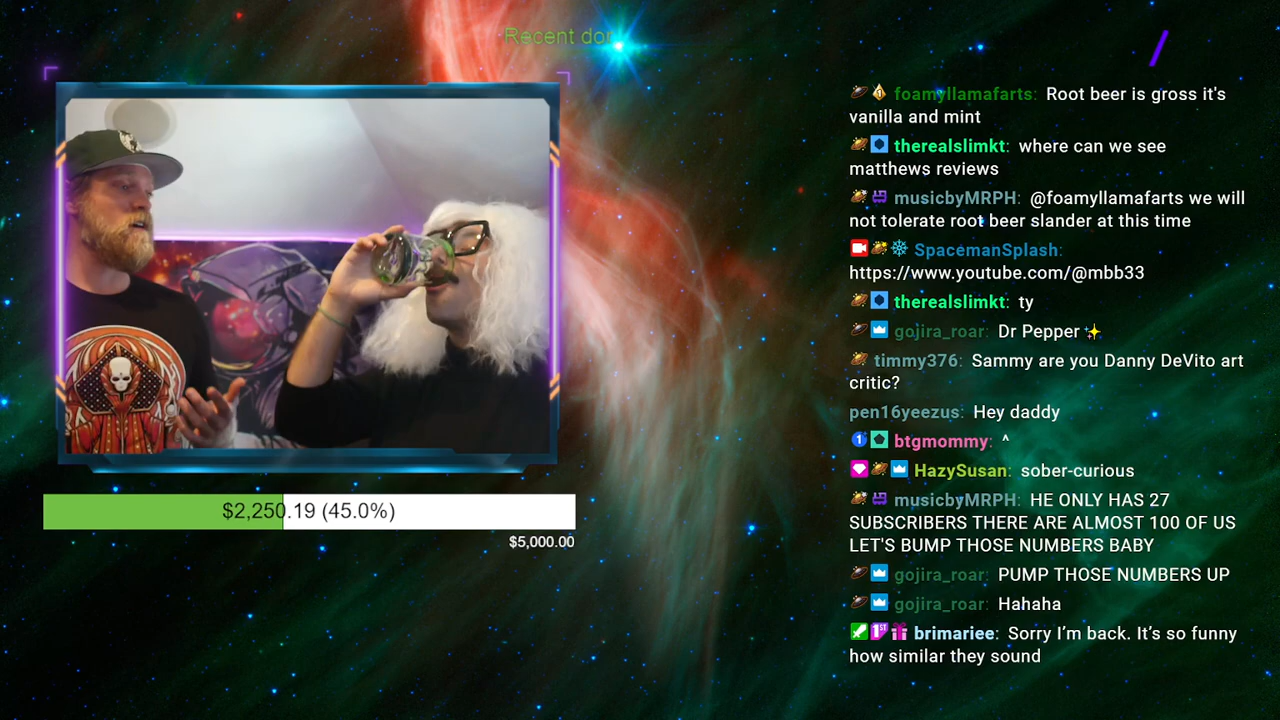 Recent dor
foamyllamafarts: Root beer is gross it's
vanilla and mint
therealslimkt: where can we see
matthews reviews
musicbyMRPH: @foamyllamafarts we will
not tolerate root beer slander at this time
SpacemanSplash:
https://www.youtube.com/@mbb33
therealslimkt: ty
gojira_roar: Dr Pepper✨
timmy376: Sammy are you Danny DeVito art
critic?
pen16yeezus: Hey daddy
1 btgmommy: ^
HazySusan: sober-curious
musicbyMRPH: HE ONLY HAS 27
SUBSCRIBERS THERE ARE ALMOST 100 OF US
LET'S BUMP THOSE NUMBERS BABY
gojira_roar: PUMP THOSE NUMBERS UP
gojira_roar: Hahaha
1ST brimariee: Sorry I'm back. It's so funny
how similar they sound
$2,250.19 (45.0%)
$5,000.00